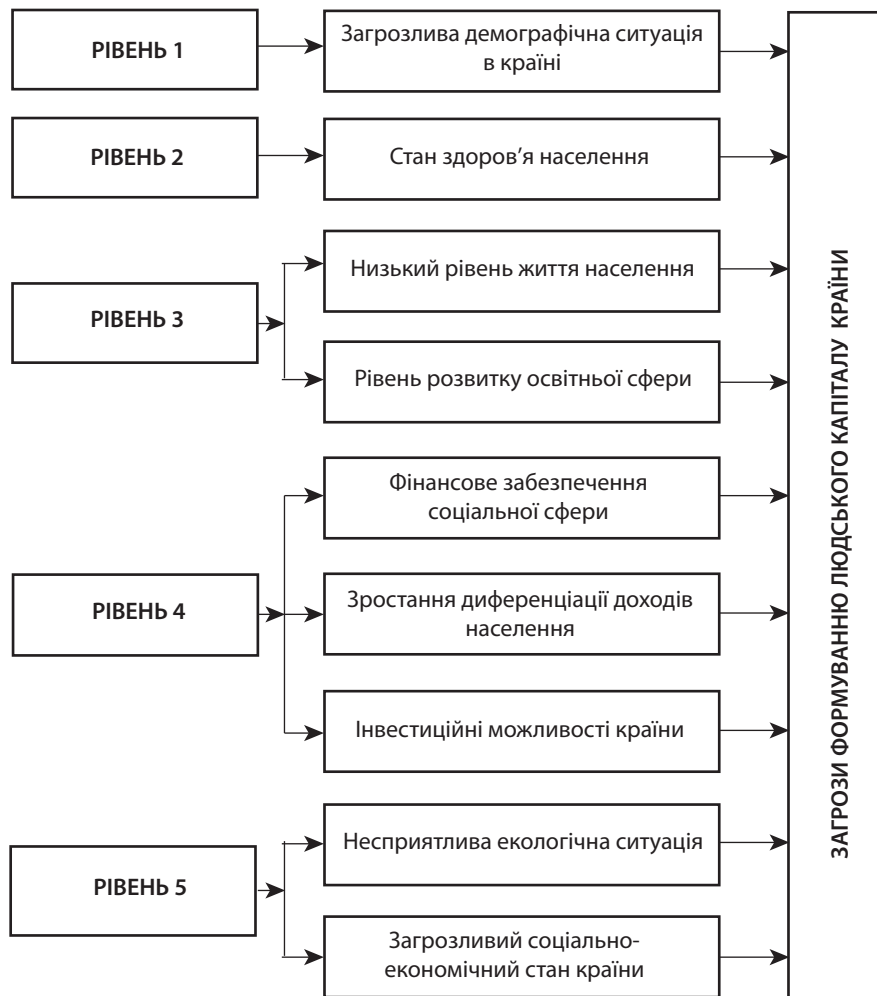 РІВЕНЬ 1
Загрозлива демографічна ситуація
в країні
РІВЕНЬ 2
Стан здоров’я населення
РІВЕНЬ 3
Низький рівень життя населення
Рівень розвитку освітньої сфери
РІВЕНЬ 4
Фінансове забезпечення
соціальної сфери
Зростання диференціації доходів
населення
Інвестиційні можливості країни
РІВЕНЬ 5
Несприятлива екологічна ситуація
Загрозливий соціально-
економічний стан країни
ЗАГРОЗИ ФОРМУВАННЮ ЛЮДСЬКОГО КАПІТАЛУ КРАЇНИ